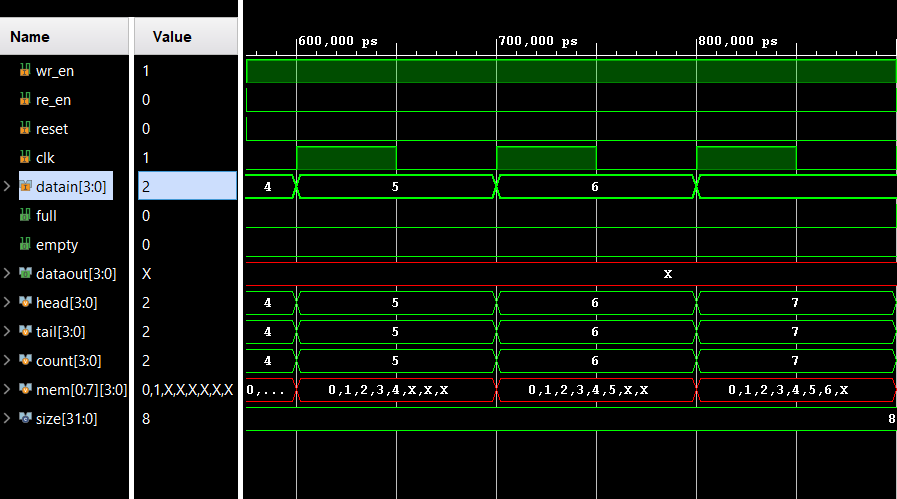 Name Value 600,000 ps 700,000 ps 800,000 ps
wr_en 1
re_en 0
reset 0
clk 1
datain[3:0] 2 4 5 6
full 0
empty 0
dataout[3:0] X X
head[3:0] 2 4 5 6 7
tail[3:0] 2 4 5 6 7
count[3:0] 2 4 5 6 7
mem[0:7][3:0] 0,1,X,X,X,X,X,X 0,... 0,1,2,3,4,X,X,X 0,1,2,3,4,5,X,X 0,1,2,3,4,5,6,X
size[31:0] 8 8